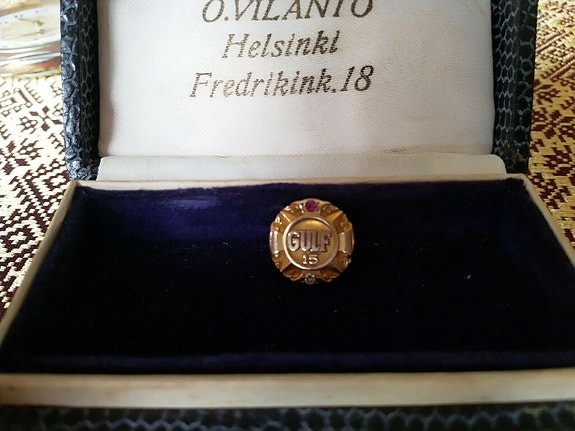 O.VILANTO
Helsinki
Fredrikink.18
GULF
15